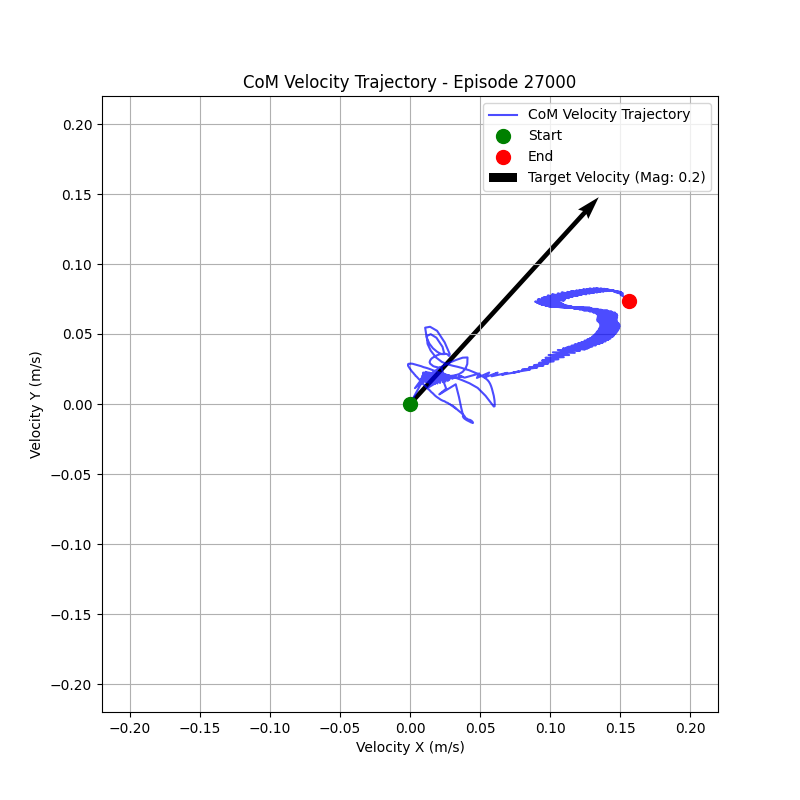 CoM Velocity Trajectory - Episode 27000
CoM Velocity Trajectory
Start
End
Target Velocity (Mag: 0.2)
0.20
0.15
0.10
0.05
0.00
−0.05
−0.10
−0.15
−0.20
Velocity Y (m/s)
−0.20 −0.15 −0.10 −0.05 0.00 0.05 0.10 0.15 0.20
Velocity X (m/s)